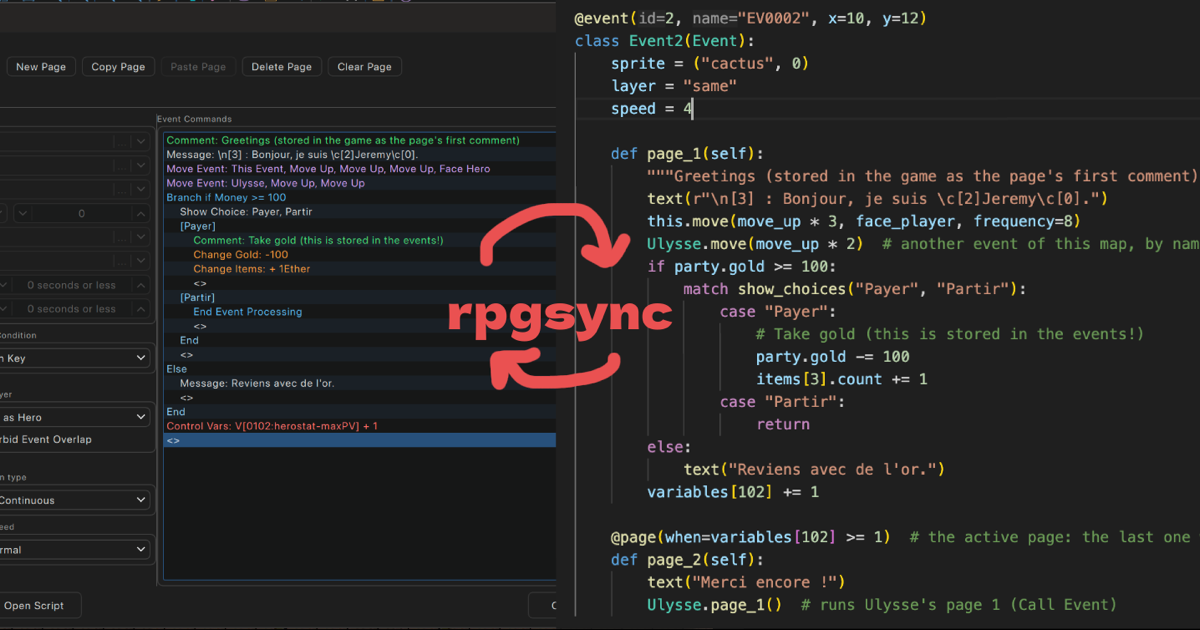 New Page
Copy Page
Paste Page
Delete Page
Clear Page
Event Commands
Comment: Greetings (stored in the game as the page's first comment)
Message: \n[3] : Bonjour, je suis \c[2]Jeremy\c[0].
Move Event: This Event, Move Up, Move Up, Move Up, Face Hero
Move Event: Ulysse, Move Up, Move Up
Branch if Money >= 100
Show Choice: Payer, Partir
[Payer]
Comment: Take gold (this is stored in the events!)
Change Gold: -100
Change Items: + 1Ether
<>
[Partir]
End Event Processing
<>
End
<>
Else
Message: Reviens avec de l'or.
<>
End
Control Vars: V[0102:herostat-maxPV] + 1
<>
0
0 seconds or less
0 seconds or less
ondition
n Key
yer
as Hero
rbid Event Overlap
n type
Continuous
eed
rmal
Open Script
rpgsync
@event(id=2, name="EV0002", x=10, y=12)
class Event2(Event):
sprite = ("cactus", 0)
layer = "same"
speed = 4
def page_1(self):
"""Greetings (stored in the game as the page's first comment)
text(r"\n[3] : Bonjour, je suis \c[2]Jeremy\c[0].")
this.move(move_up * 3, face_player, frequency=8)
Ulysse.move(move_up * 2)  # another event of this map, by nam
if party.gold >= 100:
match show_choices("Payer", "Partir"):
case "Payer":
# Take gold (this is stored in the events!)
party.gold -= 100
items[3].count += 1
case "Partir":
return
else:
text("Reviens avec de l'or.")
variables[102] += 1
@page(when=variables[102] >= 1)  # the active page: the last one
def page_2(self):
text("Merci encore !")
Ulysse.page_1()  # runs Ulysse's page 1 (Call Event)